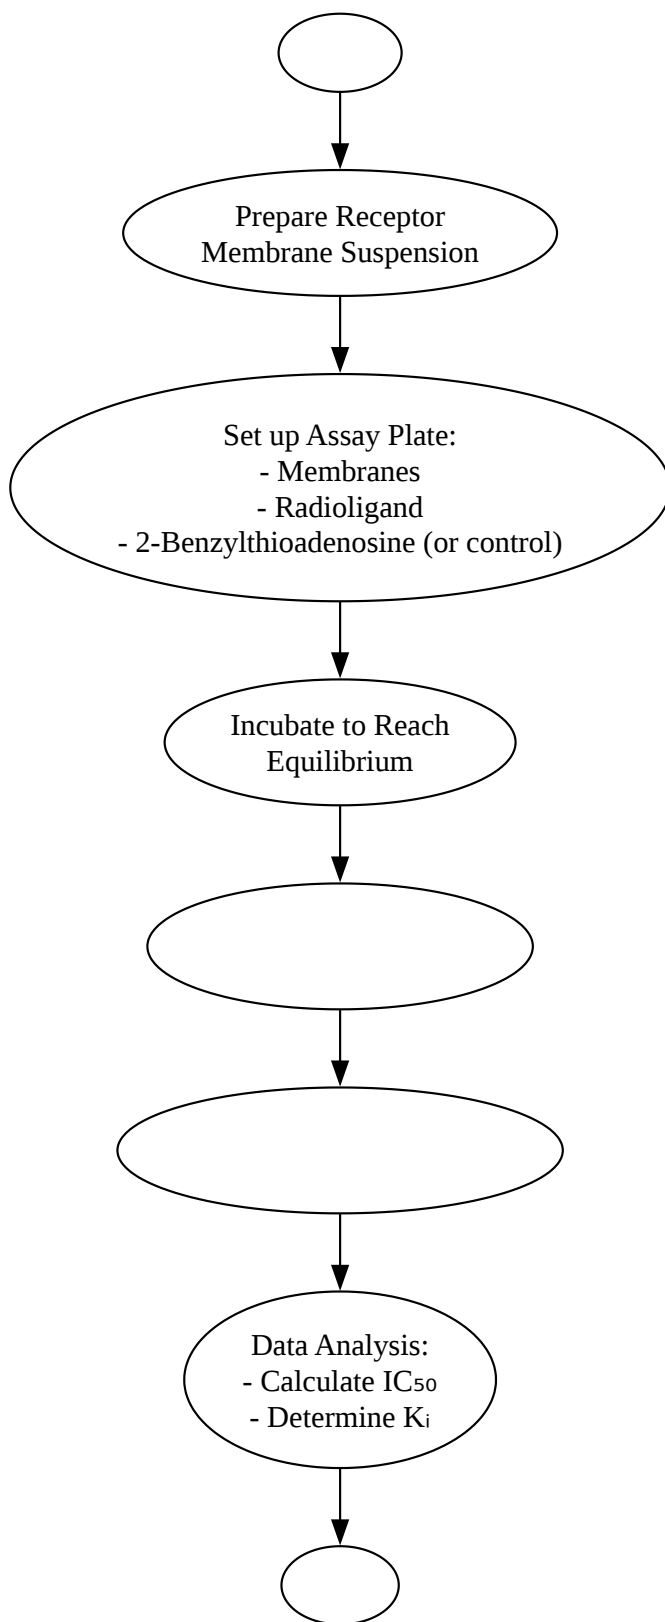 Prepare Receptor
Membrane Suspension
Set up Assay Plate:
- Membranes
- Radioligand
- 2-Benzylthioadenosine (or control)
Incubate to Reach
Equilibrium
Data Analysis:
- Calculate IC₅₀
- Determine Kᵢ